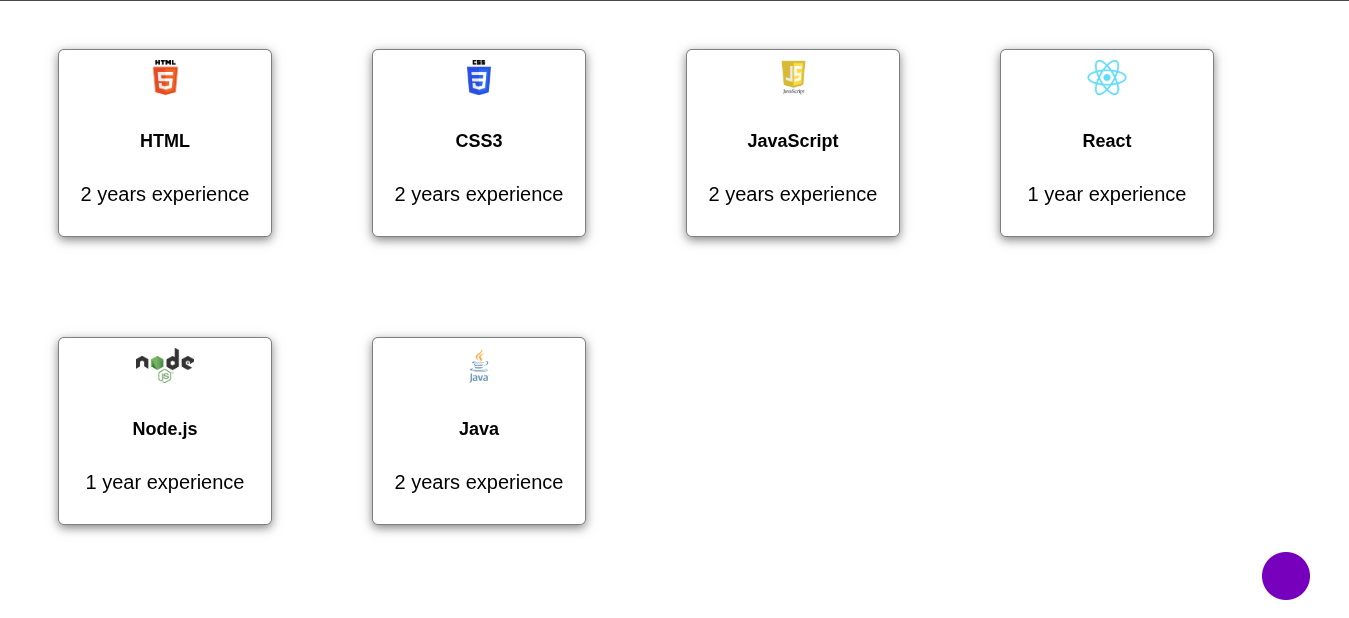 HTML
5
HTML
2 years experience
CSS
3
CSS3
2 years experience
JS
JavaScript
JavaScript
2 years experience
React
1 year experience
node
JS
Node.js
1 year experience
Java
Java
2 years experience